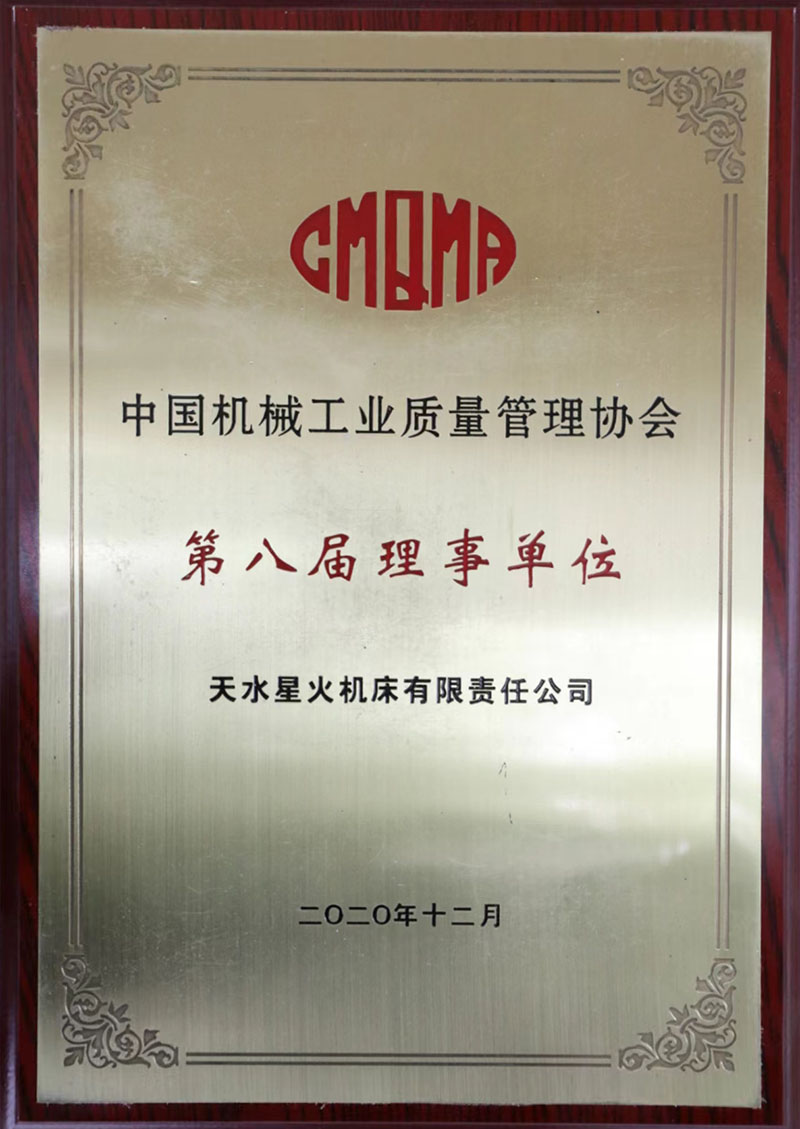 CMQMA
中国机械工业质量管理协会
第八届理事单位
天水星火机床有限责任公司
二〇二〇年十二月